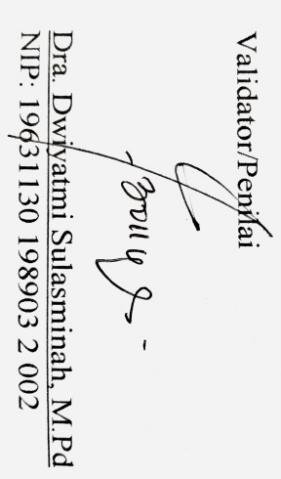 Validator/Penilai
Dra. Dwiyatmi Sulasminah, M.Pd
NIP: 19631130 198903 2 002